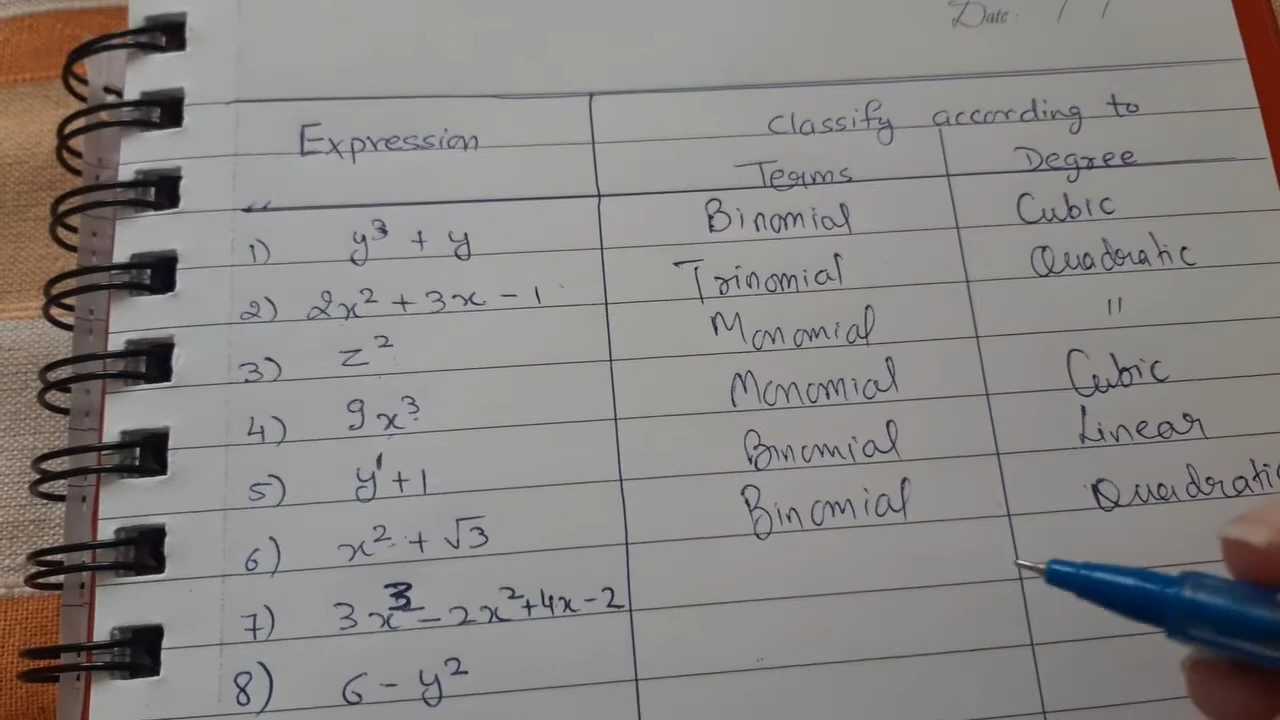 Date : / /
Expression Classify according to
Terms Degree
1) y³ + y Binomial Cubic
2) 2x² + 3x - 1 Trinomial Quadratic
3) z² Monomial "
4) 9x³ Monomial Cubic
5) y¹ + 1 Binomial Linear
6) x² + √3 Binomial Quadratic
7) 3x³ - 2x² + 4x - 2
8) 6 - y²